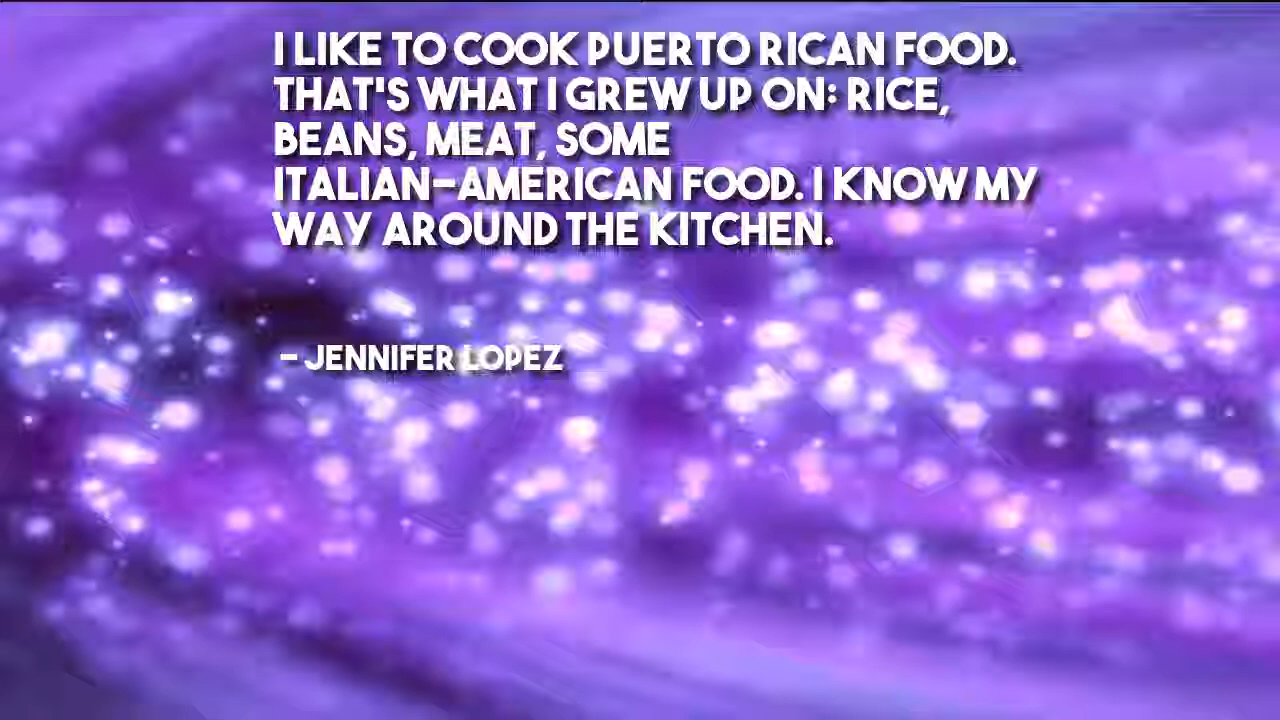 I LIKE TO COOK PUERTO RICAN FOOD.
THAT'S WHAT I GREW UP ON: RICE,
BEANS, MEAT, SOME
ITALIAN-AMERICAN FOOD. I KNOW MY
WAY AROUND THE KITCHEN.
- JENNIFER LOPEZ